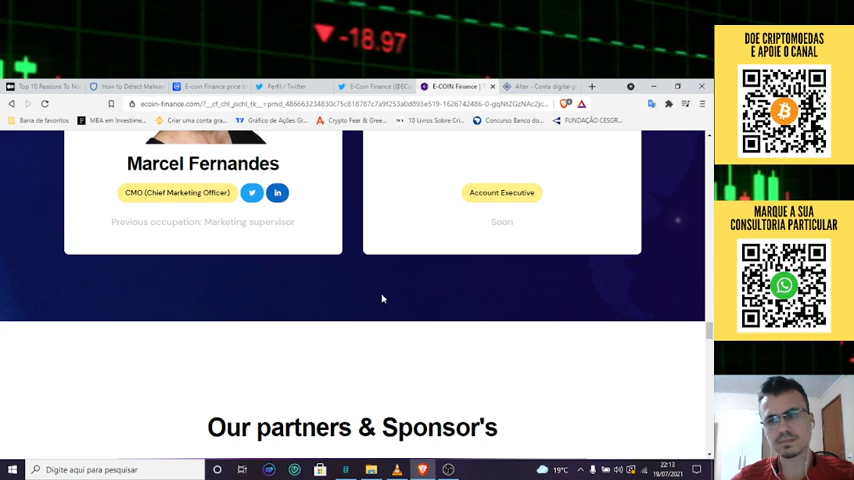 -18.97
DOE CRIPTOMOEDAS
E APOIE O CANAL
Top 10 Reasons To No
How to Detect Malwar
E-coin Finance price to
Perfil / Twitter
E-Coin Finance (@ECo
E-COIN Finance | T
Alter - Conta digital g
ecoin-finance.com/?__cf_chl_jschl_tk__=pmd_486663234830c75c818787c7a9f253a0d893e519-1626742486-0-gqNtZGzNAc2jc...
Barra de favoritos
MBA em Investime...
Criar uma conta gra...
Gráfico de Ações Gr...
Crypto Fear & Gree...
10 Livros Sobre Cri...
Concurso Banco do...
FUNDAÇÃO CESGR...
Marcel Fernandes
CMO (Chief Marketing Officer)
Previous occupation: Marketing supervisor
Account Executive
Soon
MARQUE A SUA
CONSULTORIA PARTICULAR
Our partners & Sponsor's
Digite aqui para pesquisar
19°C
22:13
19/07/2021